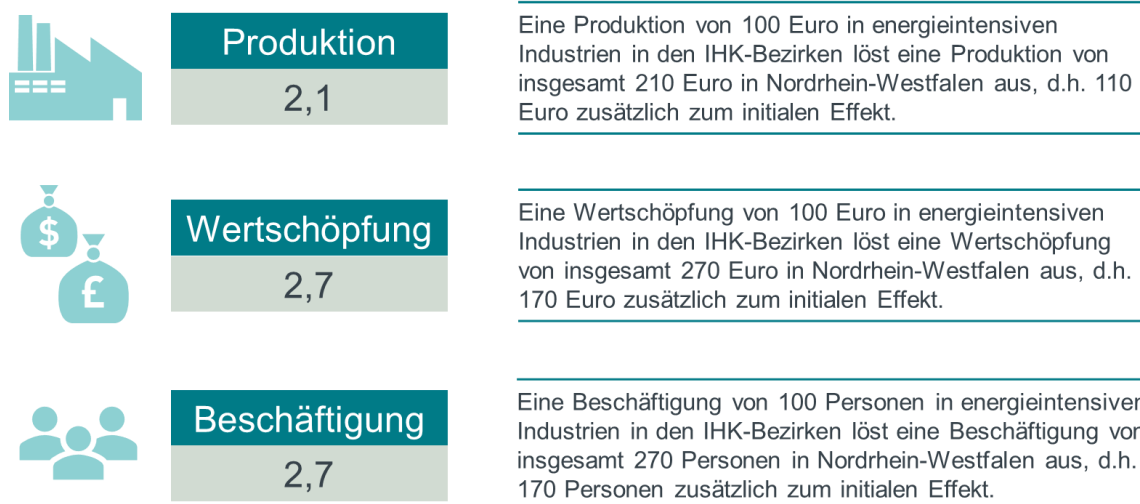 Produktion
2,1
Eine Produktion von 100 Euro in energieintensiven
Industrien in den IHK-Bezirken löst eine Produktion von
insgesamt 210 Euro in Nordrhein-Westfalen aus, d.h. 110
Euro zusätzlich zum initialen Effekt.
$
£
Wertschöpfung
2,7
Eine Wertschöpfung von 100 Euro in energieintensiven
Industrien in den IHK-Bezirken löst eine Wertschöpfung
von insgesamt 270 Euro in Nordrhein-Westfalen aus, d.h.
170 Euro zusätzlich zum initialen Effekt.
Beschäftigung
2,7
Eine Beschäftigung von 100 Personen in energieintensiven
Industrien in den IHK-Bezirken löst eine Beschäftigung von
insgesamt 270 Personen in Nordrhein-Westfalen aus, d.h.
170 Personen zusätzlich zum initialen Effekt.